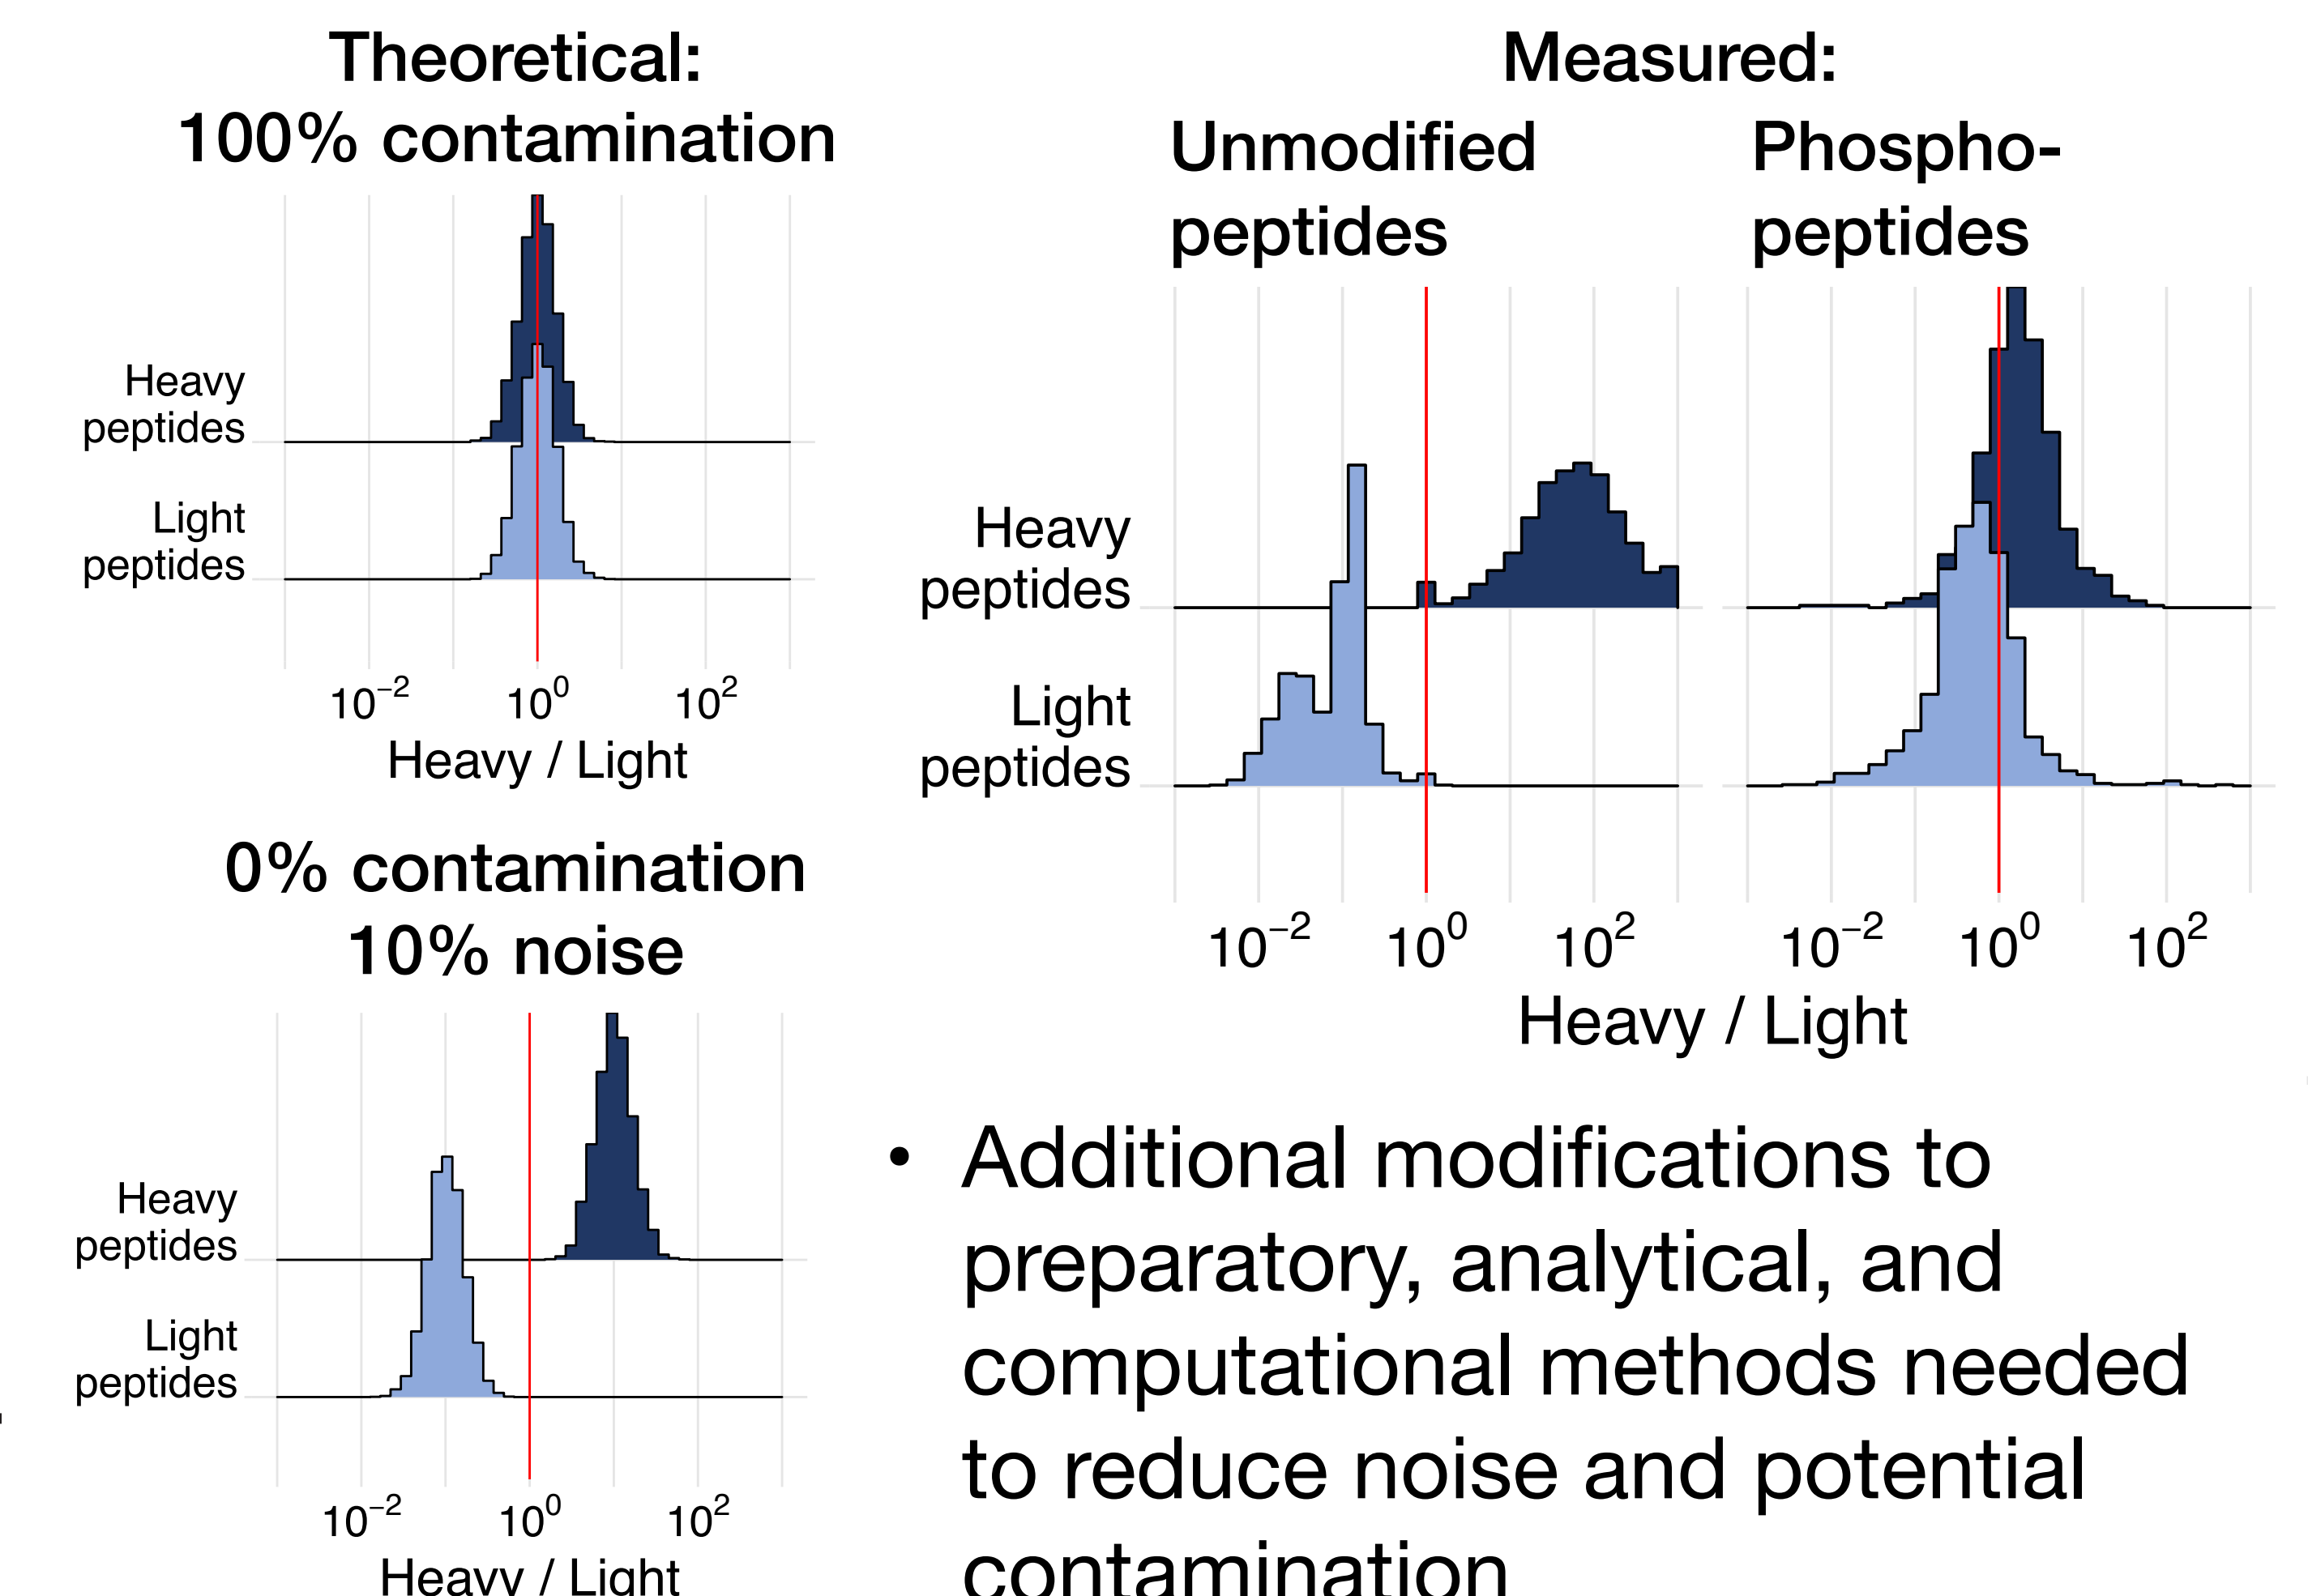 Theoretical:
100% contamination
Heavy
peptides
Light
peptides
10⁻² 10⁰ 10²
Heavy / Light
0% contamination
10% noise
Heavy
peptides
Light
peptides
10⁻² 10⁰ 10²
Heavy / Light
Measured:
Unmodified
peptides
Phospho-
peptides
Heavy
peptides
Light
peptides
10⁻² 10⁰ 10² 10⁻² 10⁰ 10²
Heavy / Light
• Additional modifications to
preparatory, analytical, and
computational methods needed
to reduce noise and potential
contamination